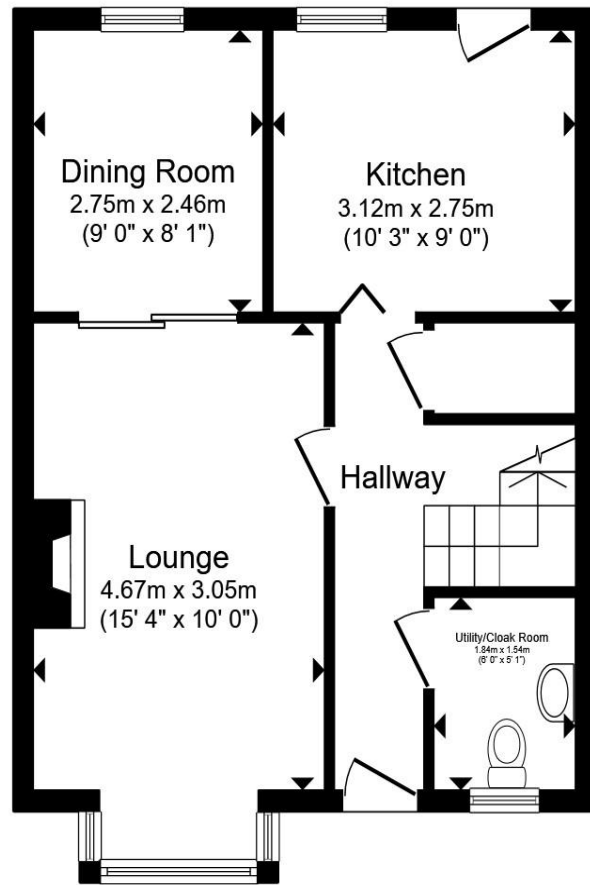 Dining Room
2.75m x 2.46m
(9' 0" x 8' 1")
Kitchen
3.12m x 2.75m
(10' 3" x 9' 0")
Hallway
Lounge
4.67m x 3.05m
(15' 4" x 10' 0")
Utility/Cloak Room
1.84m x 1.54m
(6' 0" x 5' 1")